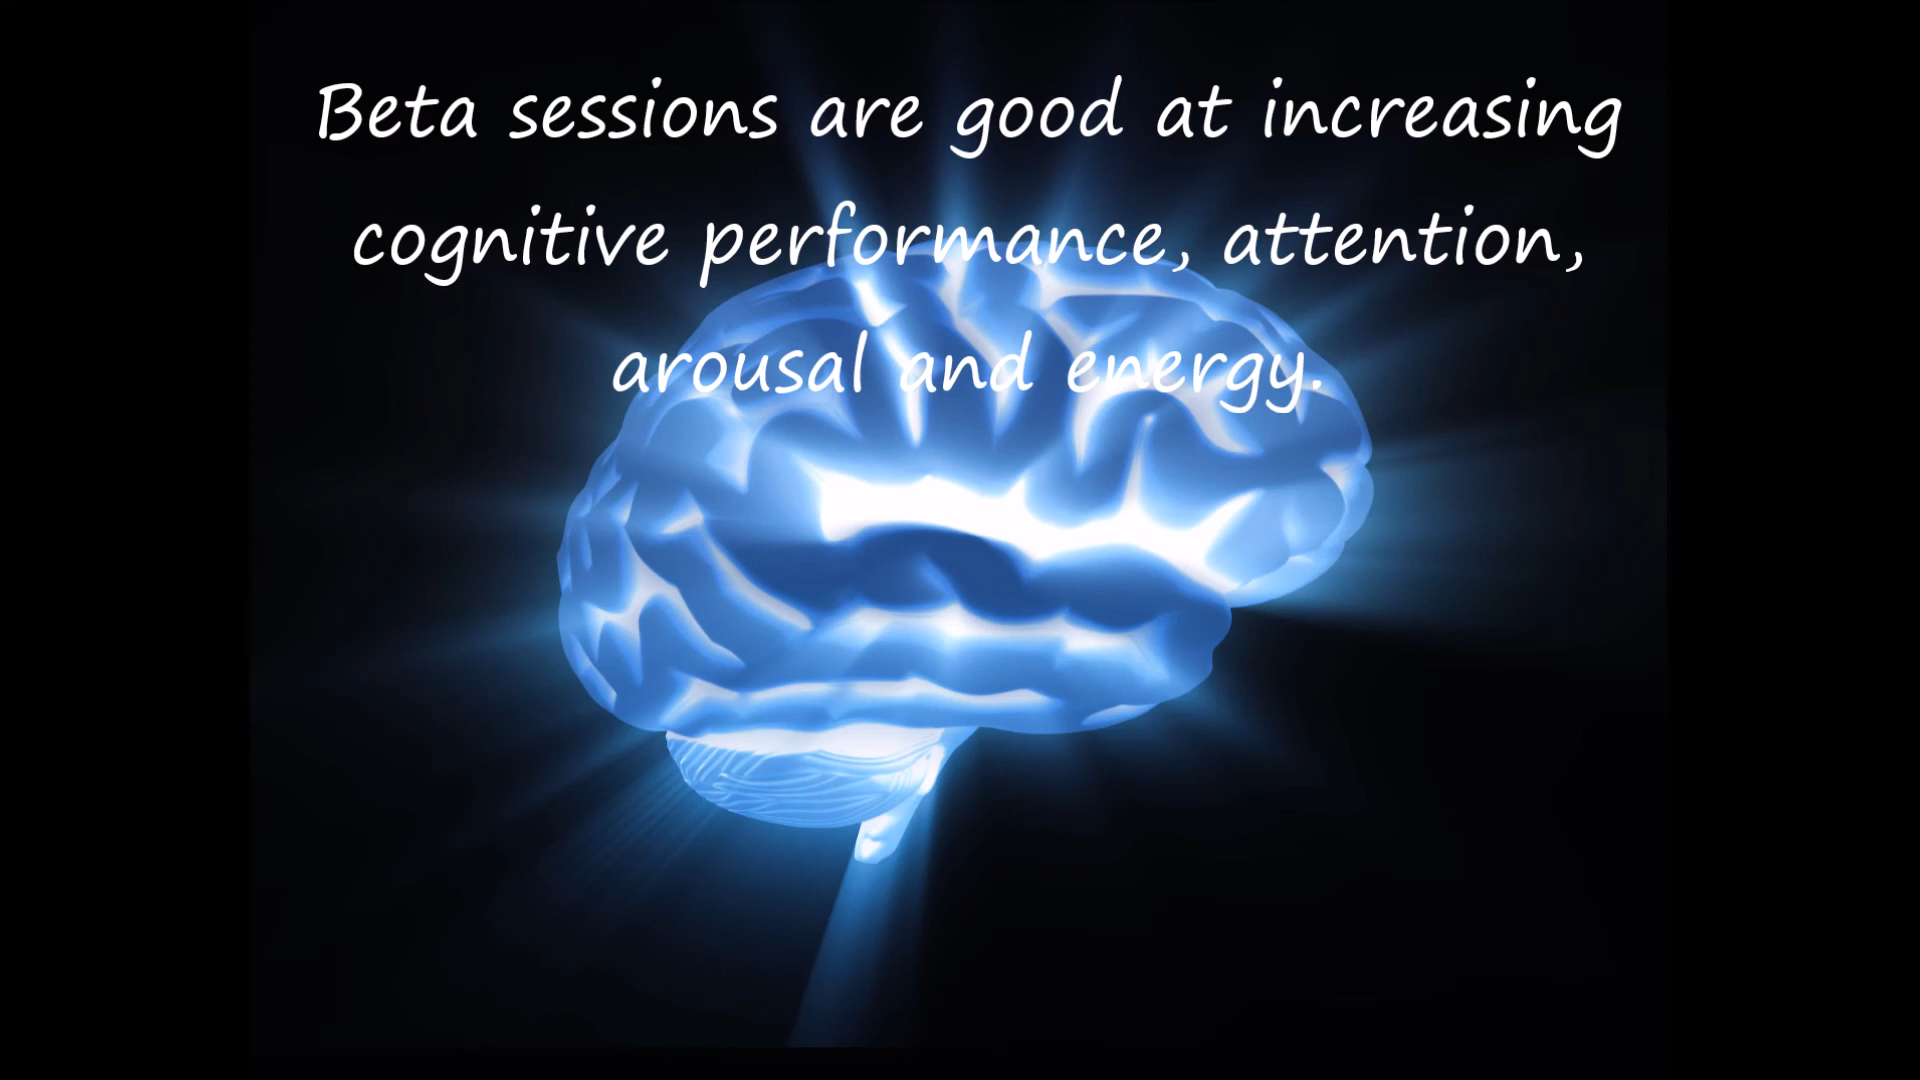 Beta sessions are good at increasing
cognitive performance, attention,
arousal and energy.